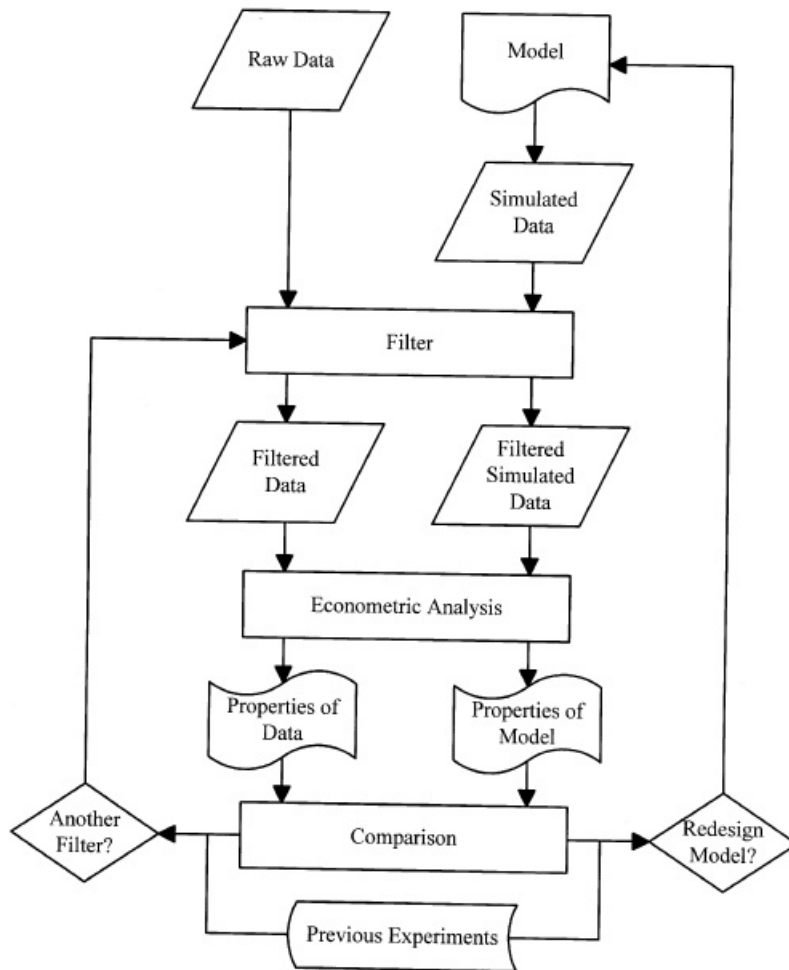 Raw Data
Model
Simulated
Data
Filter
Filtered
Data
Filtered
Simulated
Data
Econometric Analysis
Properties of
Data
Properties of
Model
Another
Filter?
Comparison
Redesign
Model?
Previous Experiments